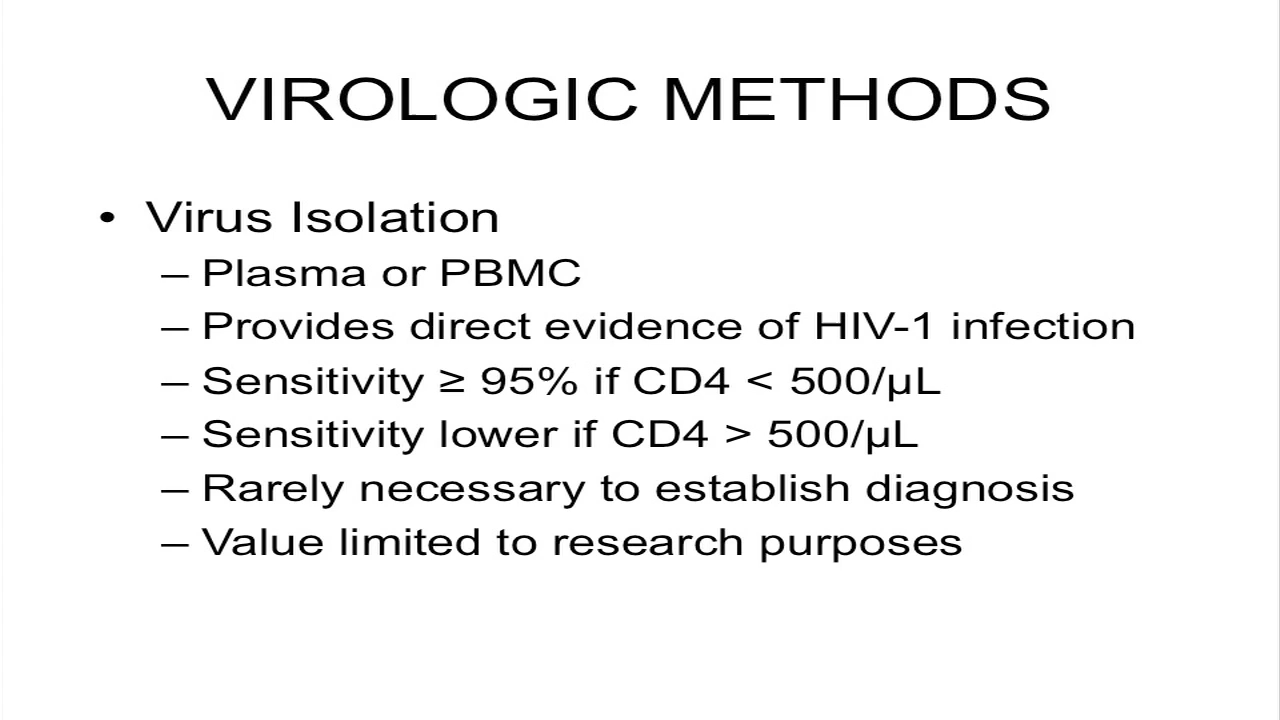 VIROLOGIC METHODS
• Virus Isolation
– Plasma or PBMC
– Provides direct evidence of HIV-1 infection
– Sensitivity ≥ 95% if CD4 < 500/µL
– Sensitivity lower if CD4 > 500/µL
– Rarely necessary to establish diagnosis
– Value limited to research purposes